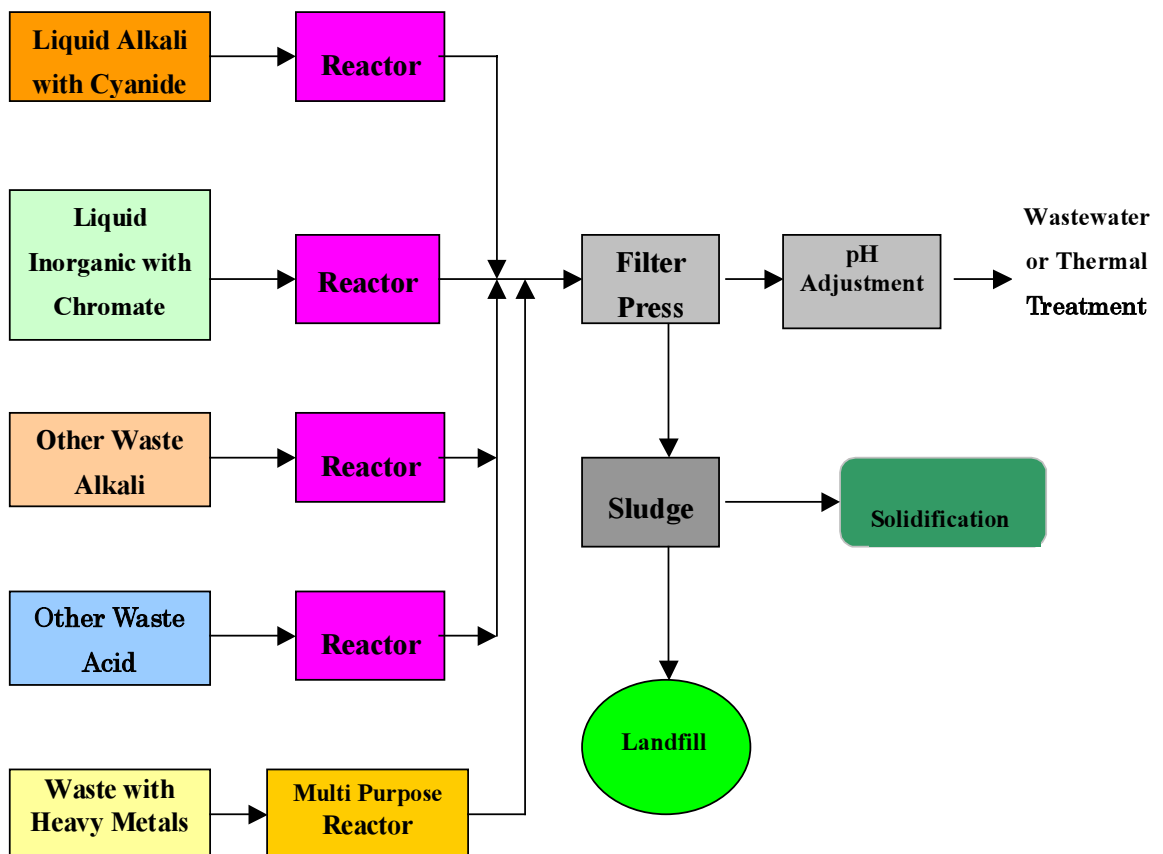 Liquid Alkali
with Cyanide
Reactor
Liquid
Inorganic with
Chromate
Reactor
Filter
Press
pH
Adjustment
Wastewater
or Thermal
Treatment
Other Waste
Alkali
Reactor
Sludge
Solidification
Other Waste
Acid
Reactor
Landfill
Waste with
Heavy Metals
Multi Purpose
Reactor